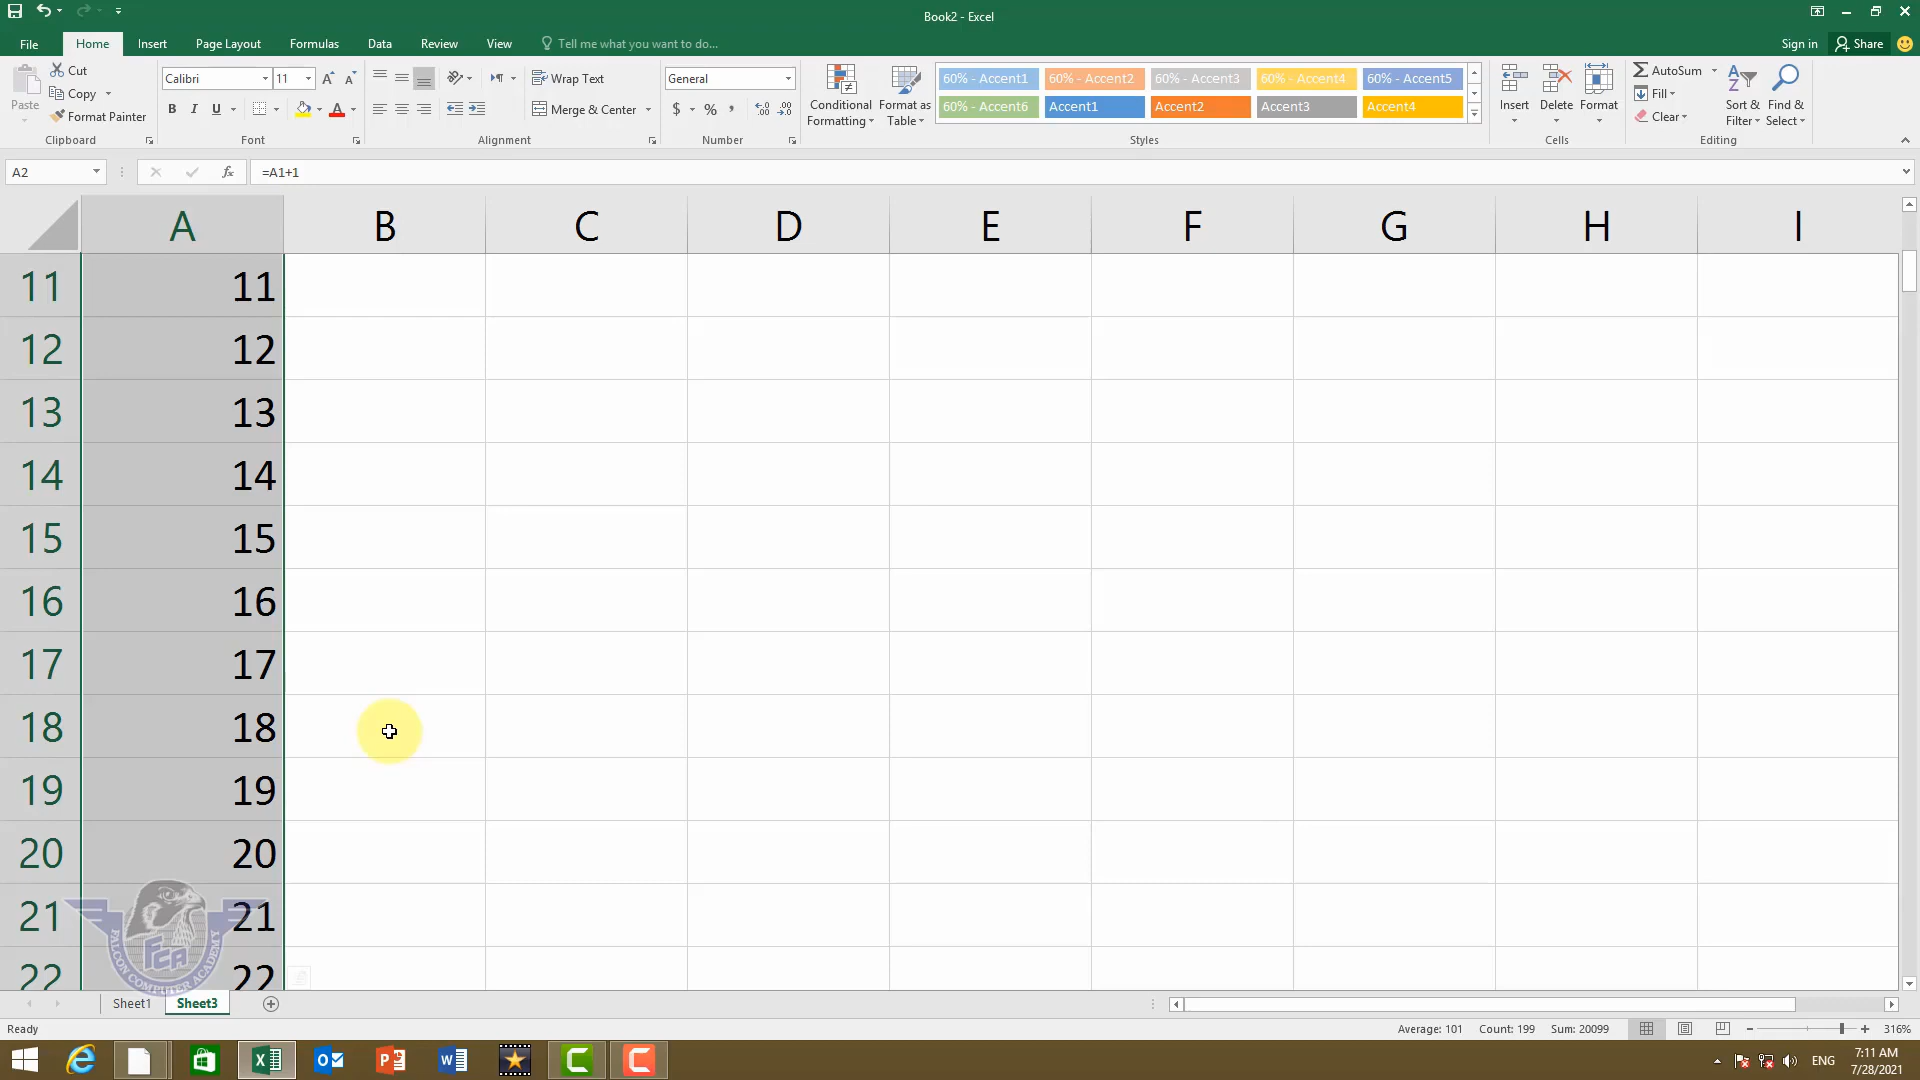 Book2 - Excel
File Home Insert Page Layout Formulas Data Review View Tell me what you want to do... Sign in Share
Paste Cut Copy Format Painter Clipboard
Calibri 11 A A B I U A Font
Wrap Text Merge & Center Alignment
General $ % , Number
Conditional Formatting Format as Table
60% - Accent1 60% - Accent2 60% - Accent3 60% - Accent4 60% - Accent5
60% - Accent6 Accent1 Accent2 Accent3 Accent4
Styles
Insert Delete Format Cells
AutoSum Fill Clear Sort & Filter Find & Select Editing
A2 fx =A1+1
A B C D E F G H I
11 11
12 12
13 13
14 14
15 15
16 16
17 17
18 18
19 19
20 20
21 21
22 22
FCA
FALCON COMPUTER ACADEMY
Sheet1 Sheet3
Ready Average: 101 Count: 199 Sum: 20099 316%
ENG 7:11 AM
7/28/2021